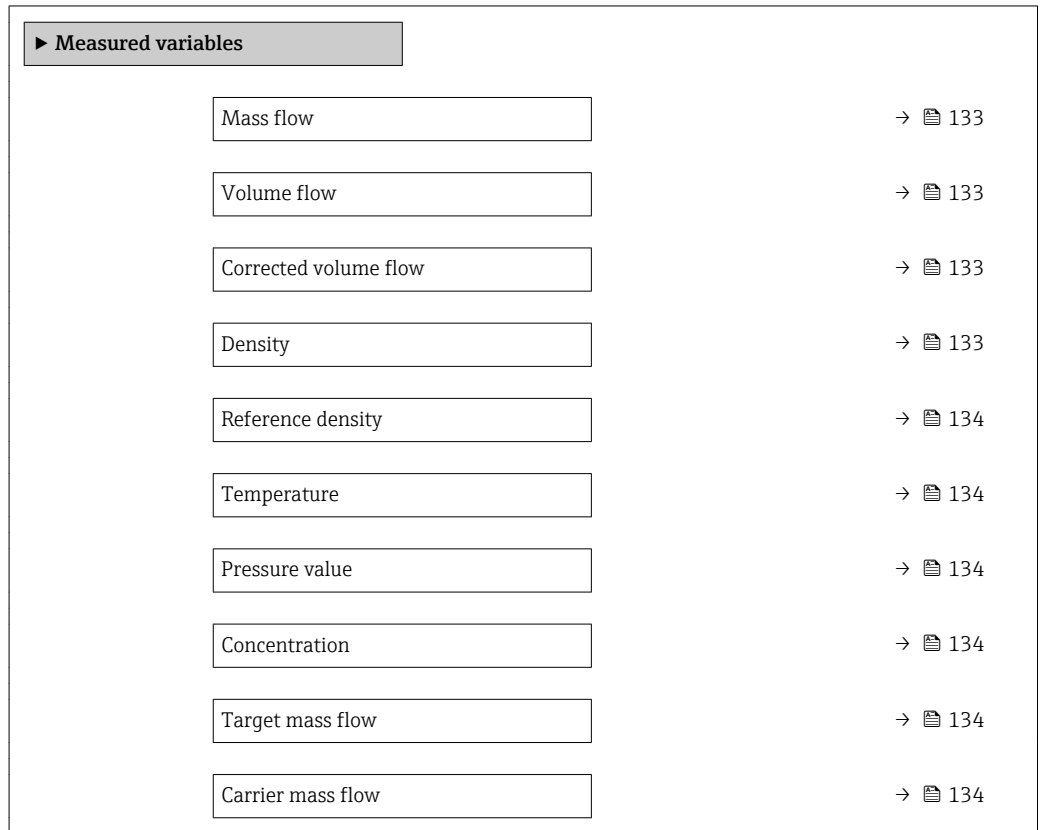 ▶ Measured variables
Mass flow → 133
Volume flow → 133
Corrected volume flow → 133
Density → 133
Reference density → 134
Temperature → 134
Pressure value → 134
Concentration → 134
Target mass flow → 134
Carrier mass flow → 134